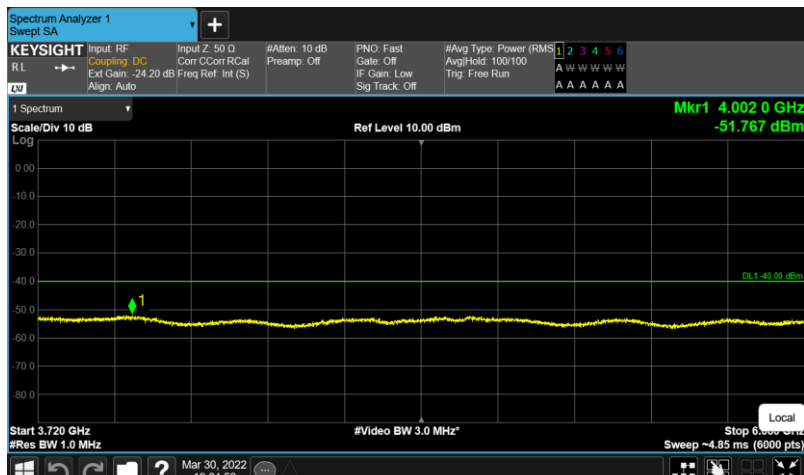 Spectrum Analyzer 1
Swept SA
KEYSIGHT
R L
LXI
Input: RF
Coupling: DC
Ext Gain: -24.20 dB
Align: Auto
Input Z: 50 Ω
Corr CCorr RCal
Freq Ref: Int (S)
#Atten: 10 dB
Preamp: Off
PNO: Fast
Gate: Off
IF Gain: Low
Sig Track: Off
#Avg Type: Power (RMS
Avg|Hold: 100/100
Trig: Free Run
1 2 3 4 5 6
A W W W W W
A A A A A A
1 Spectrum
Scale/Div 10 dB
Ref Level 10.00 dBm
Mkr1 4.002 0 GHz
-51.767 dBm
Log
0.00
-10.0
-20.0
-30.0
-40.0
-50.0
-60.0
-70.0
-80.0
DL1 -40.00 dBm
1
Local
Start 3.720 GHz
#Res BW 1.0 MHz
#Video BW 3.0 MHz*
Stop
Sweep ~4.85 ms (6000 pts)
?
Mar 30, 2022